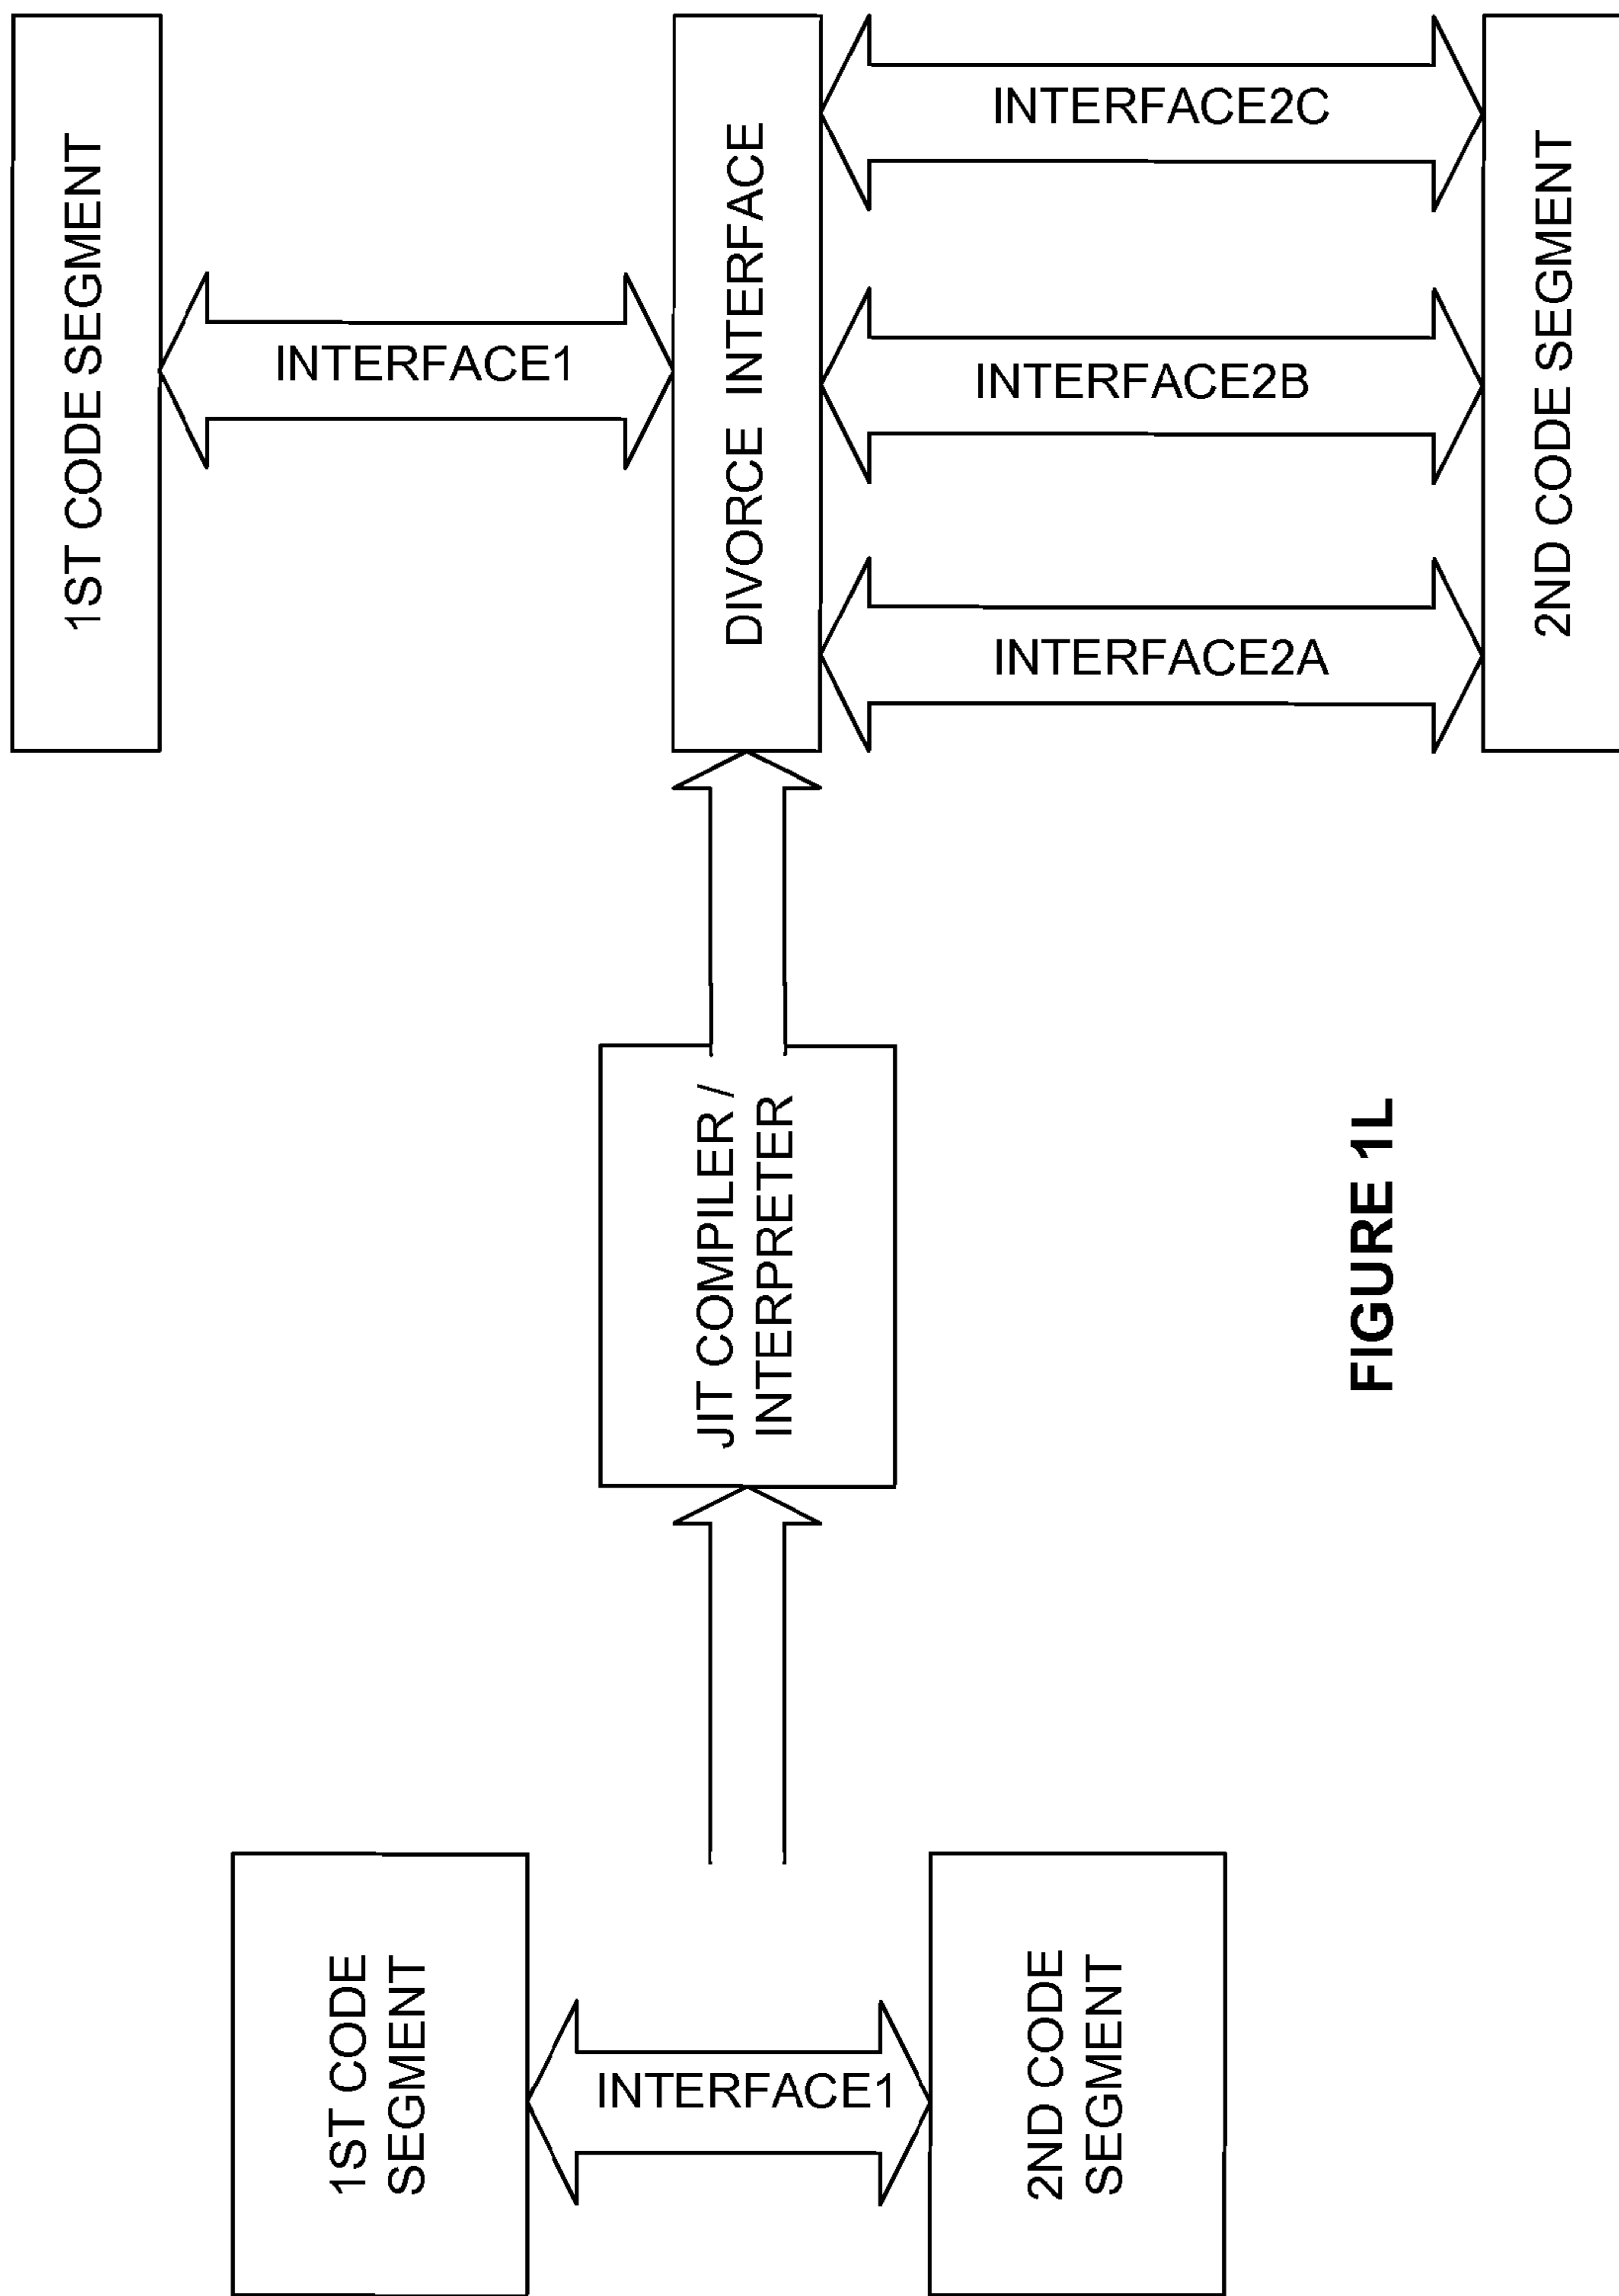 1ST CODE
SEGMENT
INTERFACE1
2ND CODE
SEGMENT
JIT COMPILER /
INTERPRETER
1ST CODE SEGMENT
INTERFACE1
DIVORCE INTERFACE
INTERFACE2A
INTERFACE2B
INTERFACE2C
2ND CODE SEGMENT
FIGURE 1L